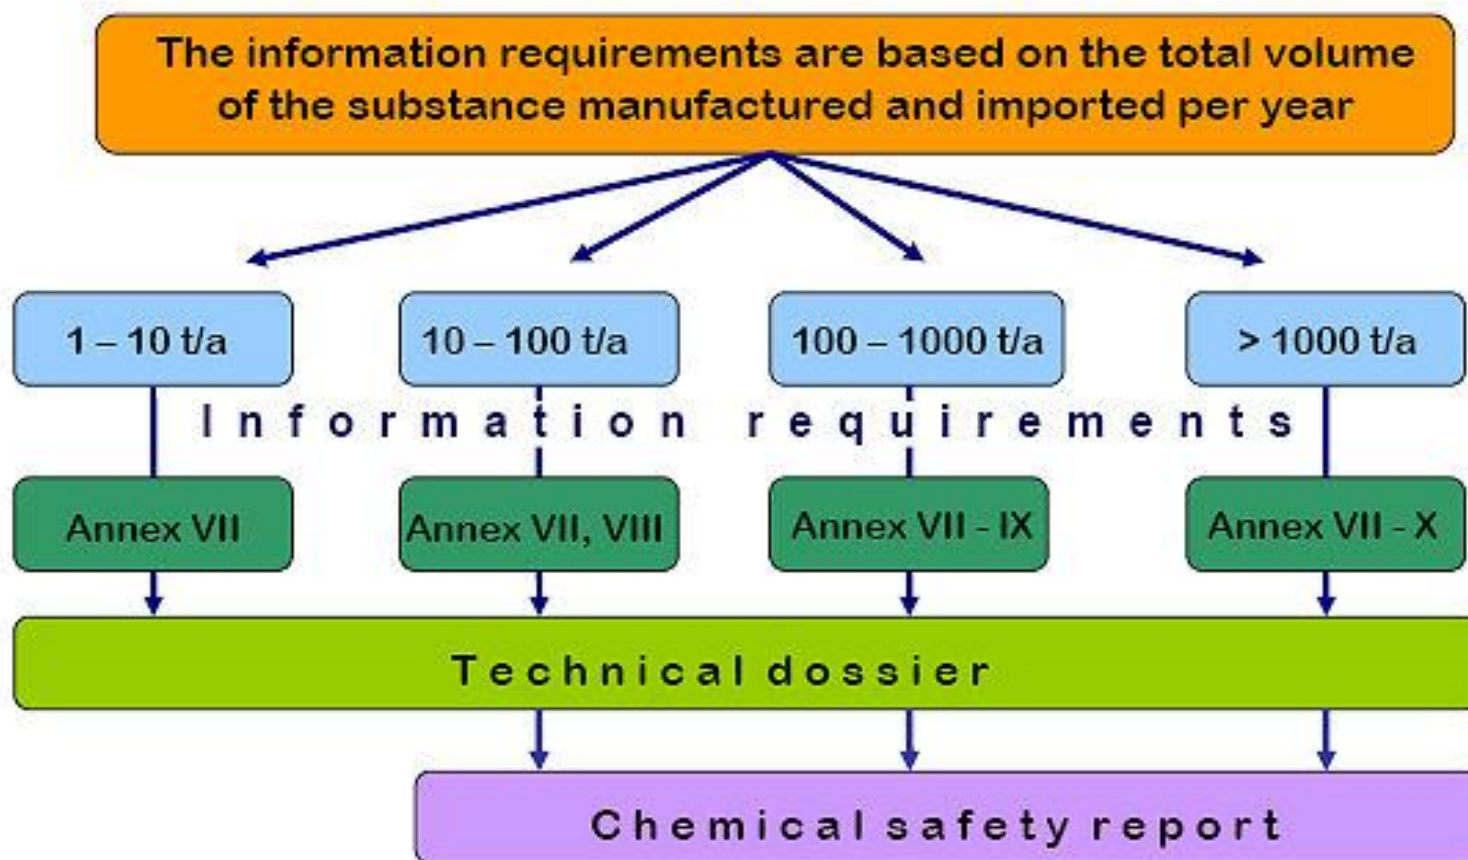 The information requirements are based on the total volume
of the substance manufactured and imported per year
1 – 10 t/a
10 – 100 t/a
100 – 1000 t/a
> 1000 t/a
Information requirements
Annex VII
Annex VII, VIII
Annex VII - IX
Annex VII - X
Technical dossier
Chemical safety report